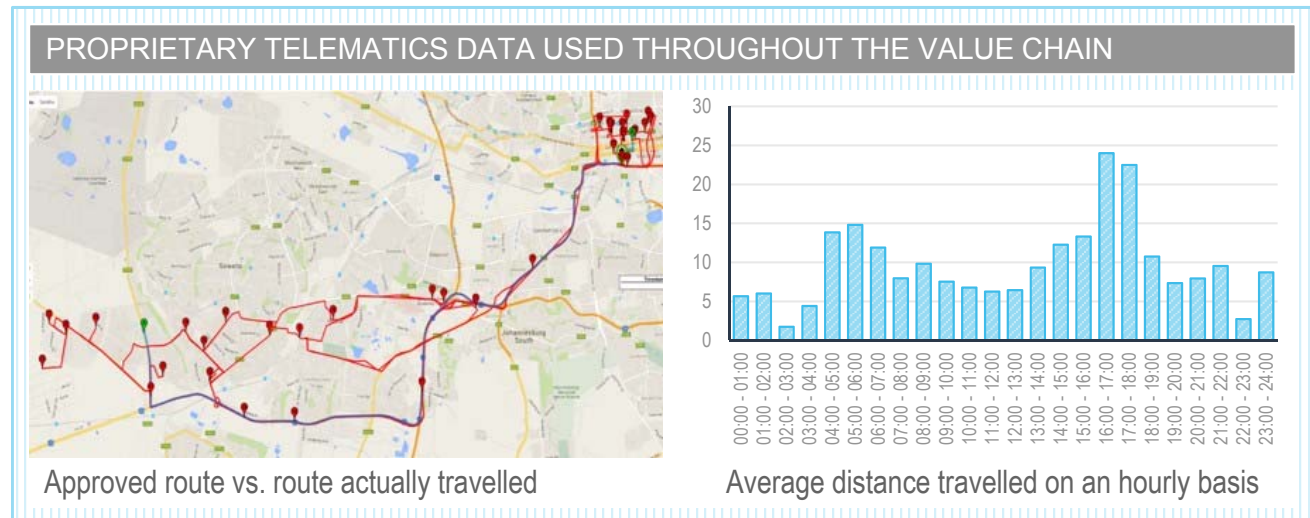 PROPRIETARY TELEMATICS DATA USED THROUGHOUT THE VALUE CHAIN
Soweto
Johannesburg
South
30
25
20
15
10
5
0
00:00 - 01:00
01:00 - 02:00
02:00 - 03:00
03:00 - 04:00
04:00 - 05:00
05:00 - 06:00
06:00 - 07:00
07:00 - 08:00
08:00 - 09:00
09:00 - 10:00
10:00 - 11:00
11:00 - 12:00
12:00 - 13:00
13:00 - 14:00
14:00 - 15:00
15:00 - 16:00
16:00 - 17:00
17:00 - 18:00
18:00 - 19:00
19:00 - 20:00
20:00 - 21:00
21:00 - 22:00
22:00 - 23:00
23:00 - 24:00
Approved route vs. route actually travelled
Average distance travelled on an hourly basis